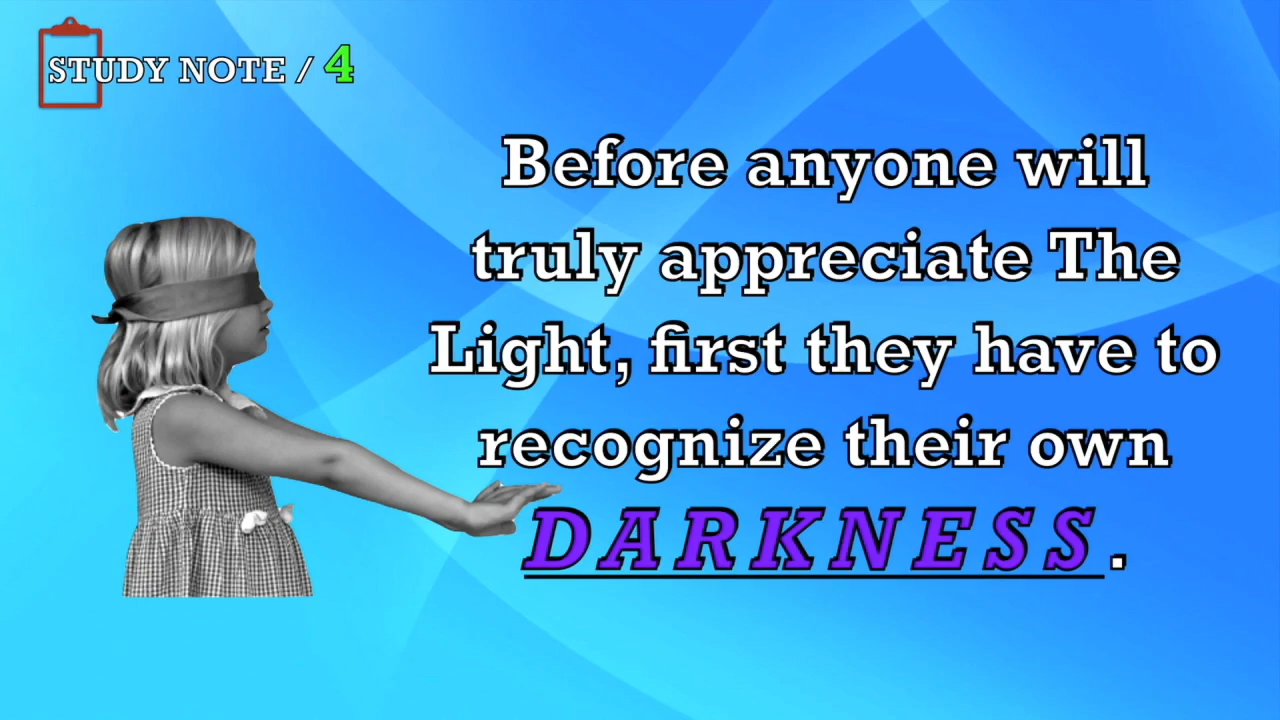 STUDY NOTE / 4
Before anyone will
truly appreciate The
Light, first they have to
recognize their own
DARKNESS.